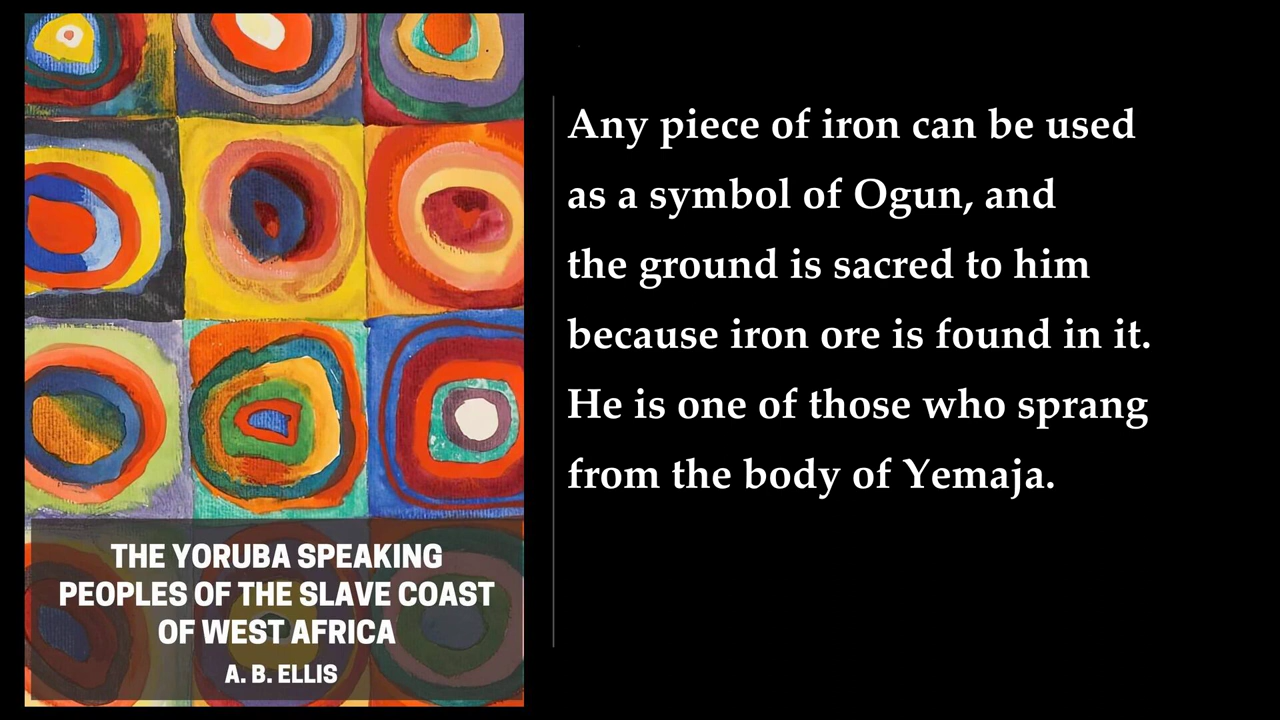 THE YORUBA SPEAKING
PEOPLES OF THE SLAVE COAST
OF WEST AFRICA
A. B. ELLIS
Any piece of iron can be used
as a symbol of Ogun, and
the ground is sacred to him
because iron ore is found in it.
He is one of those who sprang
from the body of Yemaja.